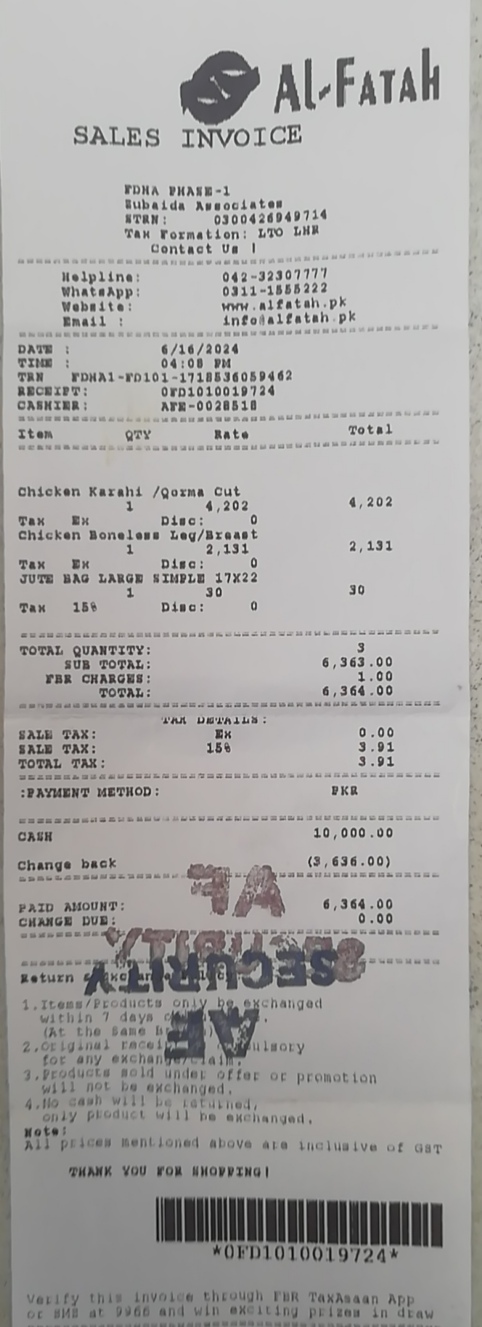 Al-Fatah
SALES INVOICE
FDHA PHASE-1
Subaida Associates
STRN: 0300426949714
Tax Formation: LTO LHR
Contact Us !
Helpline: 042-32307777
WhatsApp: 0311-1555222
Website: www.alfatah.pk
Email : info@alfatah.pk
DATE : 6/16/2024
TIME : 04:08 PM
TRN FDHA1-FD101-1718536059462
RECEIPT: 0FD1010019724
CASHIER: AFE-0028518
Item QTY Rate Total
Chicken Karahi /Qorma Cut
1 4,202 4,202
Tax Ex Disc: 0
Chicken Boneless Leg/Breast
1 2,131 2,131
Tax Ex Disc: 0
JUTE BAG LARGE SIMPLE 17X22
1 30 30
Tax 15% Disc: 0
TOTAL QUANTITY: 3
SUB TOTAL: 6,363.00
FBR CHARGES: 1.00
TOTAL: 6,364.00
TAX DETAILS:
SALE TAX: Ex 0.00
SALE TAX: 15% 3.91
TOTAL TAX: 3.91
:PAYMENT METHOD: PKR
CASH 10,000.00
Change back (3,636.00)
PAID AMOUNT: 6,364.00
CHANGE DUE: 0.00
AF
SECURITY
SECURITY
AF
Return
1.Items/Products only be exchanged
within 7 days
(At the Same
2.Original
for any exchange/claim.
3.Products sold under offer or promotion
will not be exchanged.
4.No cash will be returned,
only product will be exchanged.
Note:
All prices mentioned above are inclusive of GST
THANK YOU FOR SHOPPING!
*0FD1010019724*
Verify this invoice through FBR TaxAsaan App
or SMS at 9966 and win exciting prizes in draw